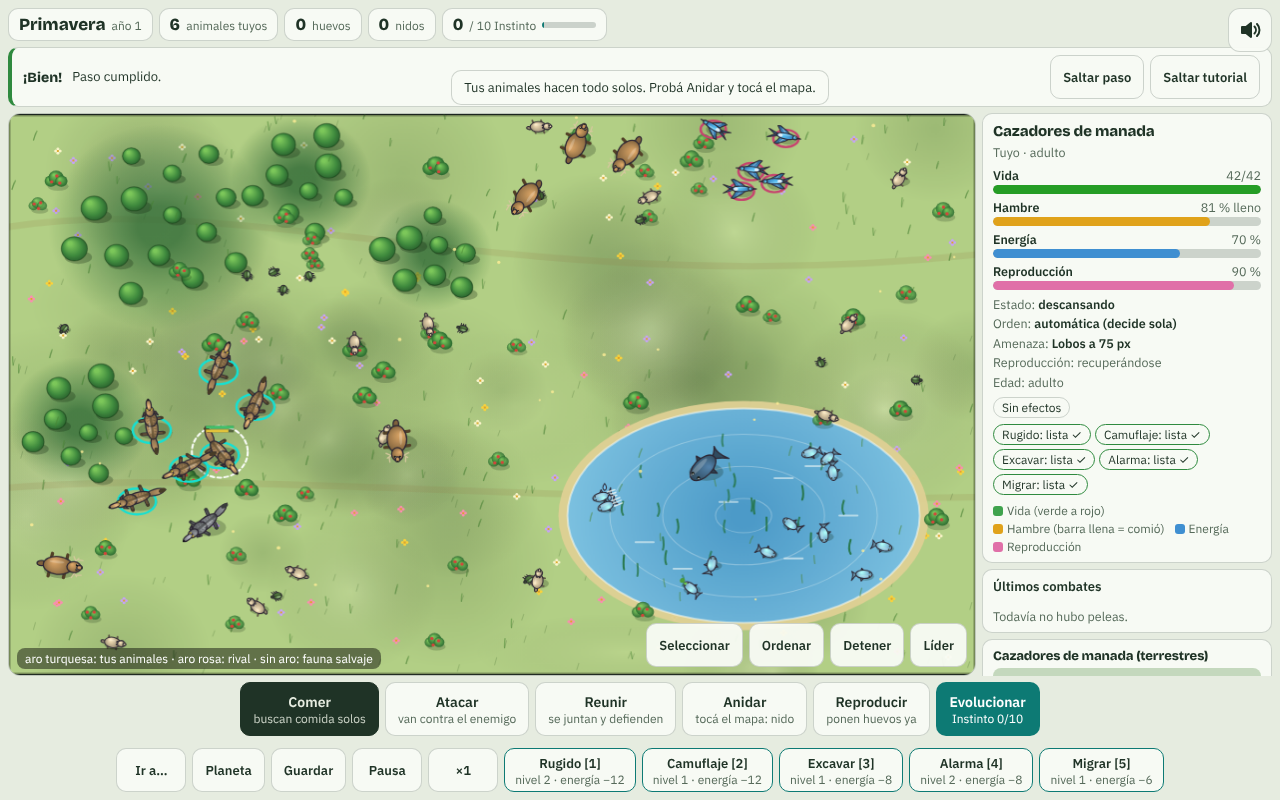 Primavera año 1
6 animales tuyos
0 huevos
0 nidos
0 / 10 Instinto
¡Bien! Paso cumplido.
Tus animales hacen todo solos. Probá Anidar y tocá el mapa.
Saltar paso
Saltar tutorial
Cazadores de manada
Tuyo · adulto
Vida 42/42
Hambre 81 % lleno
Energía 70 %
Reproducción 90 %
Estado: descansando
Orden: automática (decide sola)
Amenaza: Lobos a 75 px
Reproducción: recuperándose
Edad: adulto
Sin efectos
Rugido: lista ✓ Camuflaje: lista ✓
Excavar: lista ✓ Alarma: lista ✓
Migrar: lista ✓
Vida (verde a rojo)
Hambre (barra llena = comió) Energía
Reproducción
Últimos combates
Todavía no hubo peleas.
Cazadores de manada (terrestres)
aro turquesa: tus animales · aro rosa: rival · sin aro: fauna salvaje
Seleccionar
Ordenar
Detener
Líder
Comer
buscan comida solos
Atacar
van contra el enemigo
Reunir
se juntan y defienden
Anidar
tocá el mapa: nido
Reproducir
ponen huevos ya
Evolucionar
Instinto 0/10
Ir a...
Planeta
Guardar
Pausa
×1
Rugido [1]
nivel 2 · energía −12
Camuflaje [2]
nivel 1 · energía −12
Excavar [3]
nivel 1 · energía −8
Alarma [4]
nivel 2 · energía −8
Migrar [5]
nivel 1 · energía −6